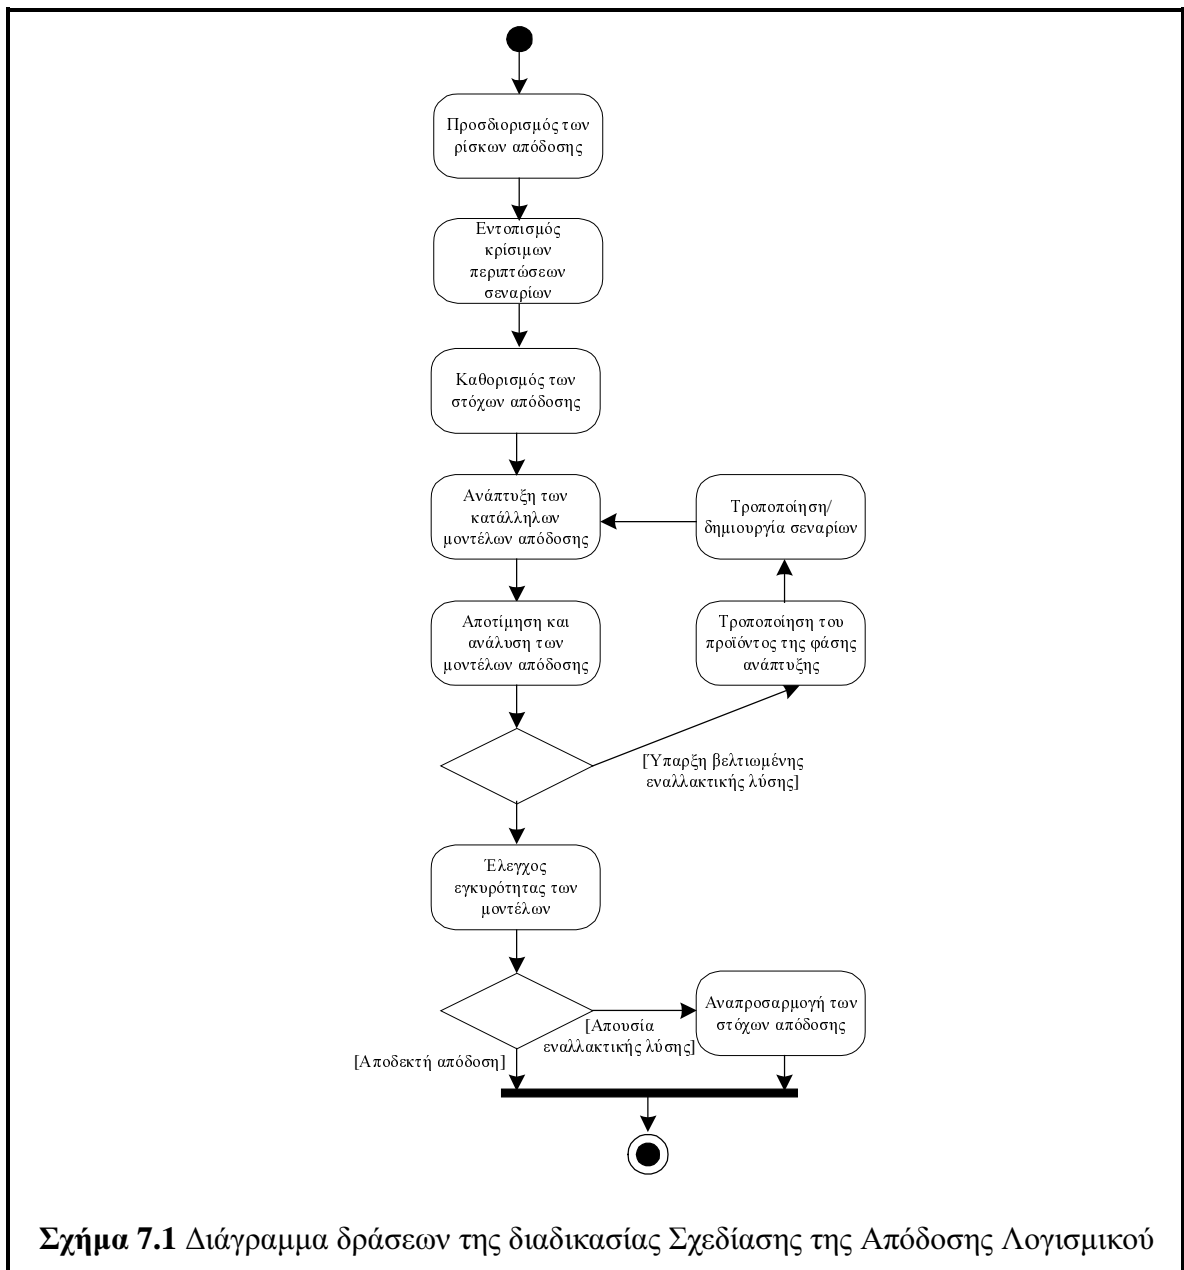 Προσδιορισμός των
ρίσκων απόδοσης
Εντοπισμός
κρίσιμων
περιπτώσεων
σεναρίων
Καθορισμός των
στόχων απόδοσης
Ανάπτυξη των
κατάλληλων
μοντέλων απόδοσης
Τροποποίηση/
δημιουργία σεναρίων
Αποτίμηση και
ανάλυση των
μοντέλων απόδοσης
Τροποποίηση του
προϊόντος της φάσης
ανάπτυξης
[Ύπαρξη βελτιωμένης
εναλλακτικής λύσης]
Έλεγχος
εγκυρότητας των
μοντέλων
Αναπροσαρμογή των
στόχων απόδοσης
[Απουσία
εναλλακτικής λύσης]
[Αποδεκτή απόδοση]
Σχήμα 7.1 Διάγραμμα δράσεων της διαδικασίας Σχεδίασης της Απόδοσης Λογισμικού